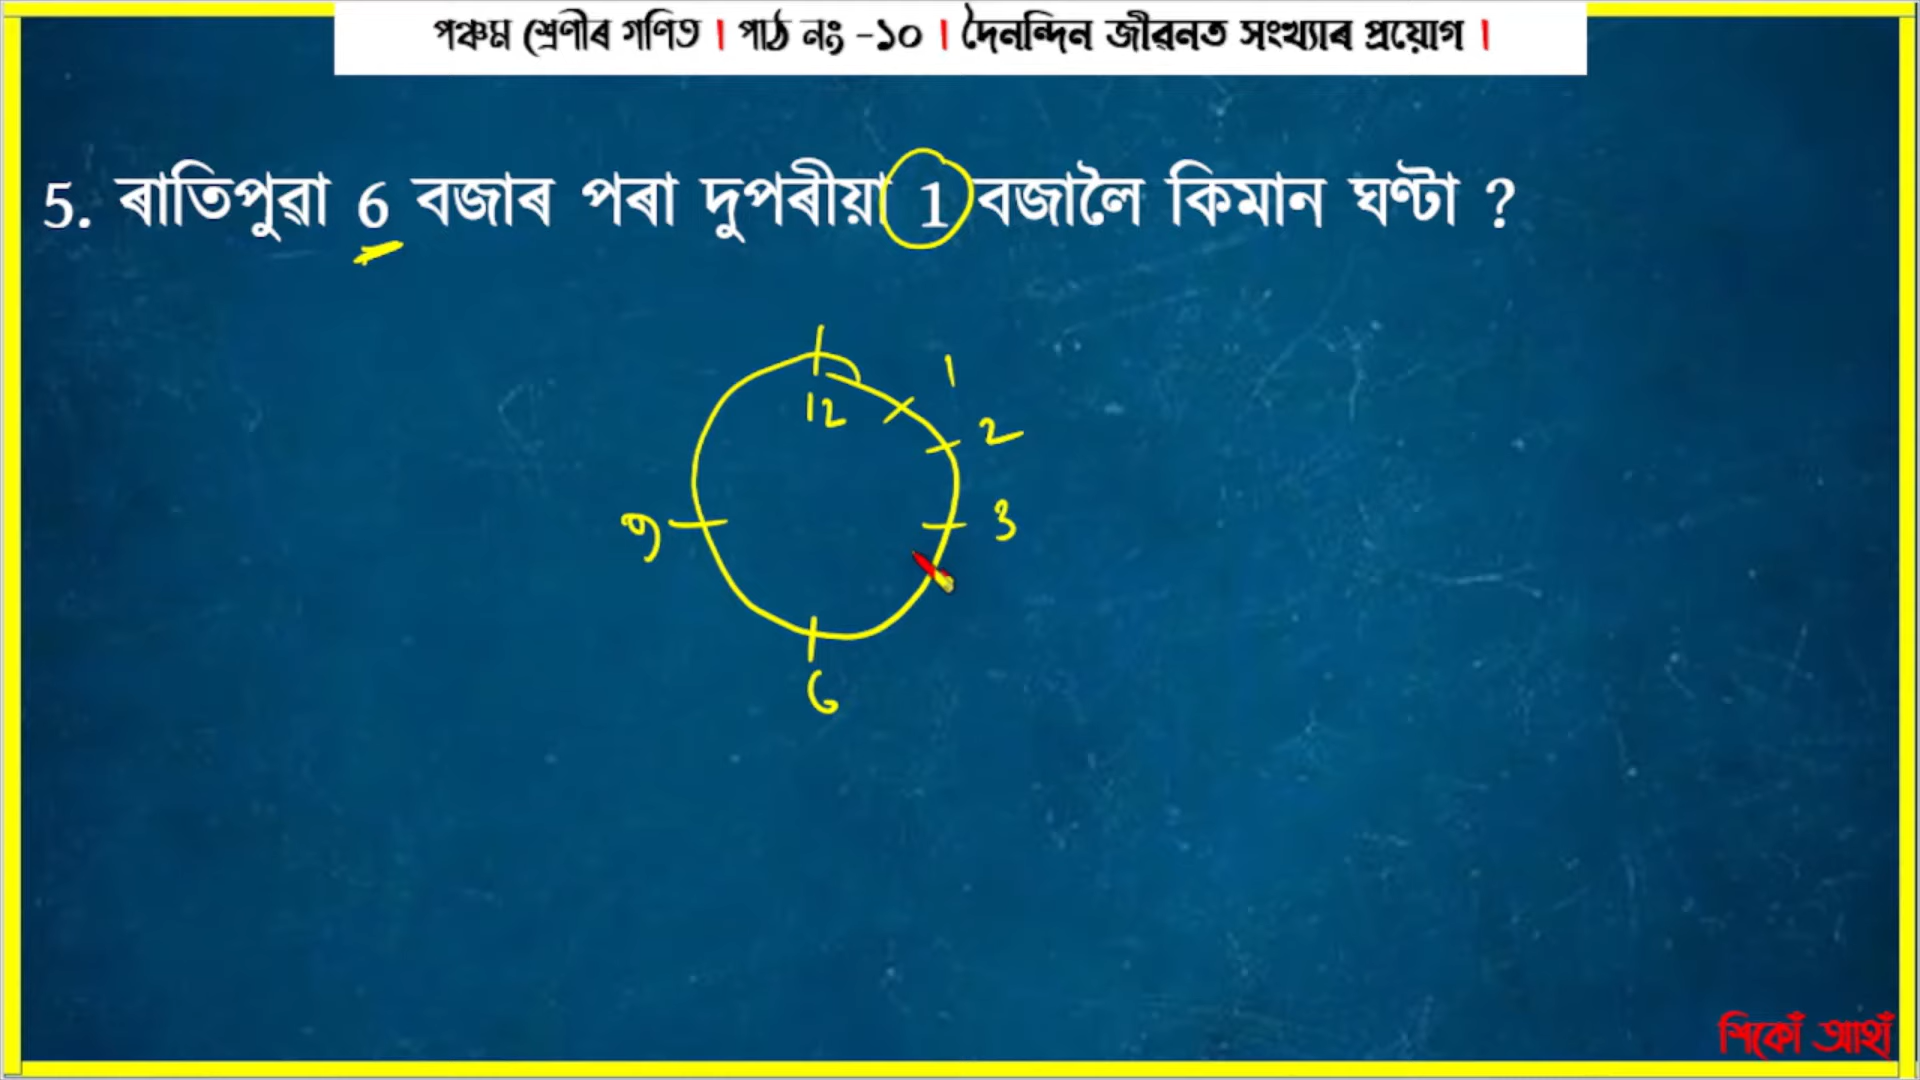 পঞ্চম শ্ৰেণীৰ গণিত । পাঠ নং -১০ । দৈনন্দিন জীৱনত সংখ্যাৰ প্ৰয়োগ ।
5. ৰাতিপুৱা 6 বজাৰ পৰা দুপৰীয়া 1 বজালৈ কিমান ঘণ্টা ?
1
12
2
9
3
6
শিকোঁ আহাঁ